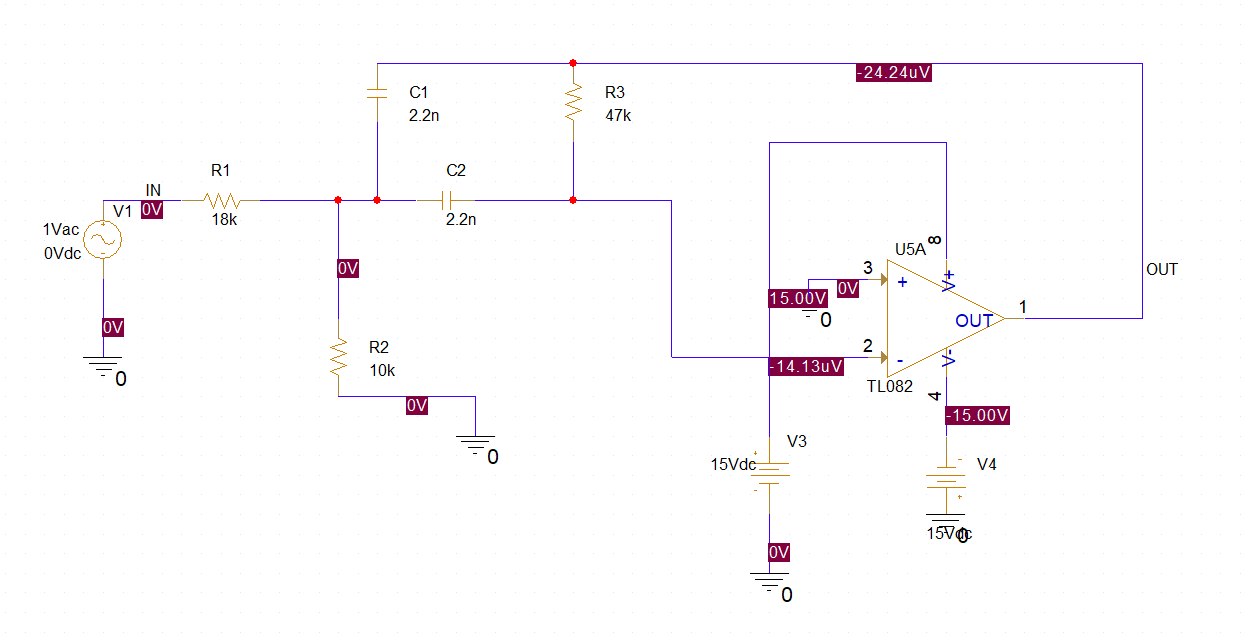 -24.24uV
C1
2.2n
R3
47k
R1
18k
C2
2.2n
IN
0V
V1
1Vac
0Vdc
0V
0
0V
R2
10k
0V
0
U5A
8
3
+
V+
0V
15.00V
0
OUT
1
OUT
2
-
V-
-14.13uV
TL082
4
-15.00V
V3
15Vdc
V4
15Vdc
0
0V
0